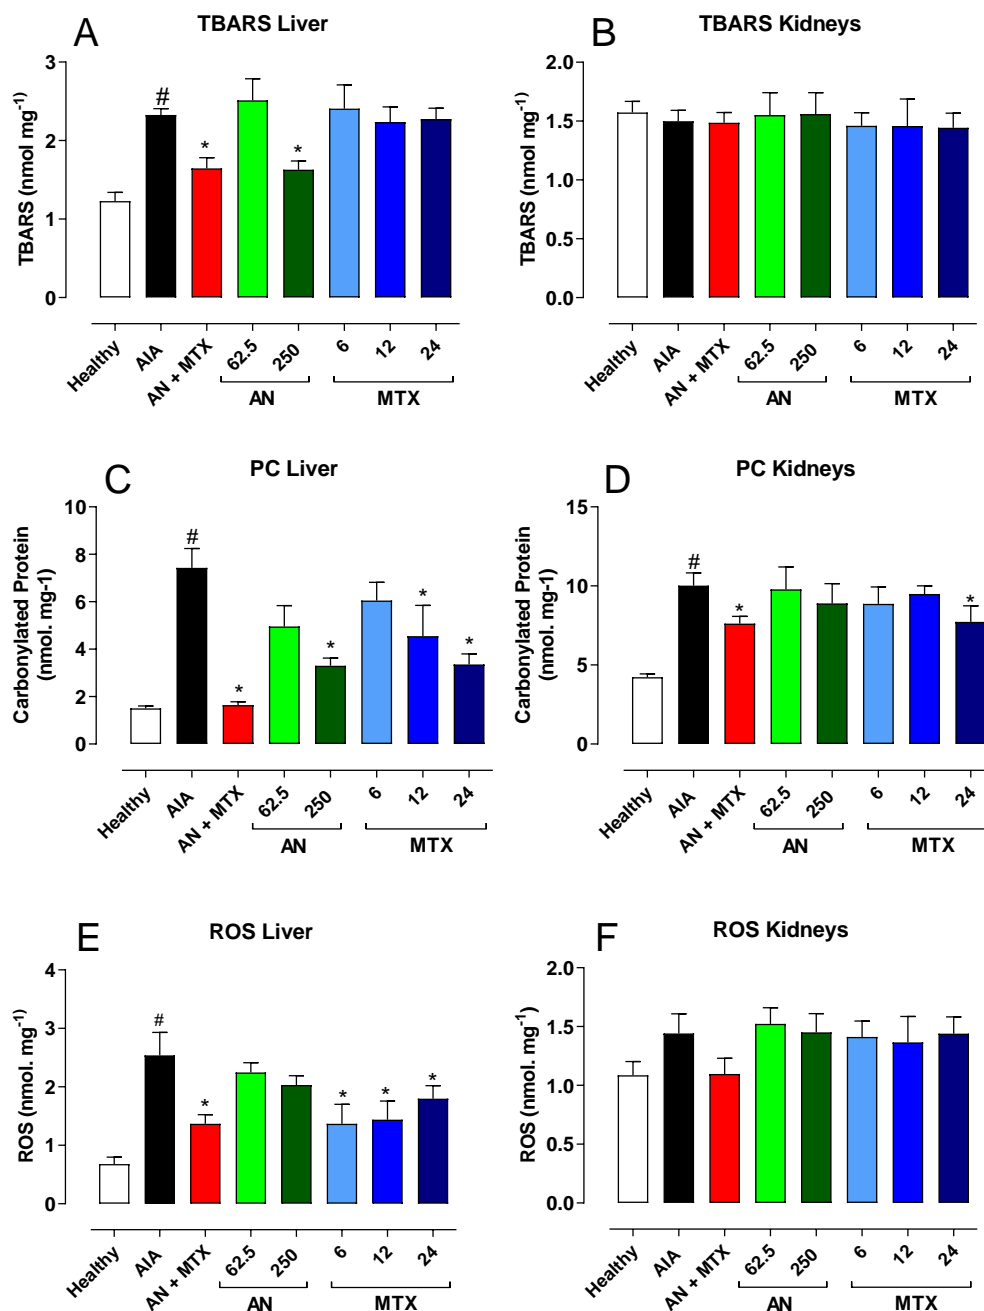 A
TBARS Liver
TBARS (nmol mg-1)
3
2
1
0
#
*
*
Healthy
AIA
AN + MTX
62.5
250
6
12
24
AN
MTX
B
TBARS Kidneys
TBARS (nmol mg-1)
2.0
1.5
1.0
0.5
0.0
Healthy
AIA
AN + MTX
62.5
250
6
12
24
AN
MTX
C
PC Liver
Carbonylated Protein
(nmol. mg-1)
10
8
6
4
2
0
#
*
*
*
*
Healthy
AIA
AN + MTX
62.5
250
6
12
24
AN
MTX
D
PC Kidneys
Carbonylated Protein
(nmol. mg-1)
15
10
5
0
#
*
*
Healthy
AIA
AN + MTX
62.5
250
6
12
24
AN
MTX
E
ROS Liver
ROS (nmol. mg-1)
4
3
2
1
0
#
*
*
*
*
Healthy
AIA
AN + MTX
62.5
250
6
12
24
AN
MTX
F
ROS Kidneys
ROS (nmol. mg-1)
2.0
1.5
1.0
0.5
0.0
Healthy
AIA
AN + MTX
62.5
250
6
12
24
AN
MTX